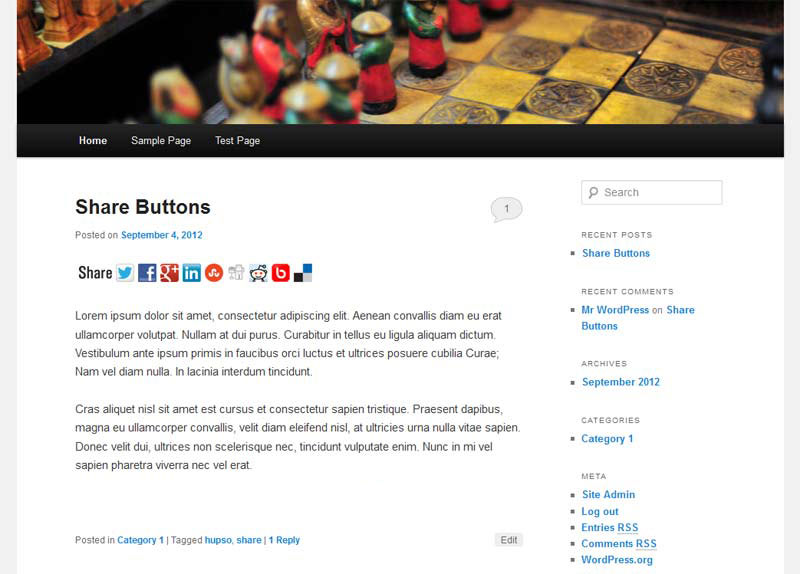 Home Sample Page Test Page
Share Buttons
1
Posted on September 4, 2012
Share
Lorem ipsum dolor sit amet, consectetur adipiscing elit. Aenean convallis diam eu erat
ullamcorper volutpat. Nullam at dui purus. Curabitur in tellus eu ligula aliquam dictum.
Vestibulum ante ipsum primis in faucibus orci luctus et ultrices posuere cubilia Curae;
Nam vel diam nulla. In lacinia interdum tincidunt.
Cras aliquet nisl sit amet est cursus et consectetur sapien tristique. Praesent dapibus,
magna eu ullamcorper convallis, velit diam eleifend nisl, at ultricies urna nulla vitae sapien.
Donec velit dui, ultrices non scelerisque nec, tincidunt vulputate enim. Nunc in mi vel
sapien pharetra viverra nec vel erat.
Posted in Category 1 | Tagged hupso, share | 1 Reply
Edit
Search
RECENT POSTS
Share Buttons
RECENT COMMENTS
Mr WordPress on Share
Buttons
ARCHIVES
September 2012
CATEGORIES
Category 1
META
Site Admin
Log out
Entries RSS
Comments RSS
WordPress.org